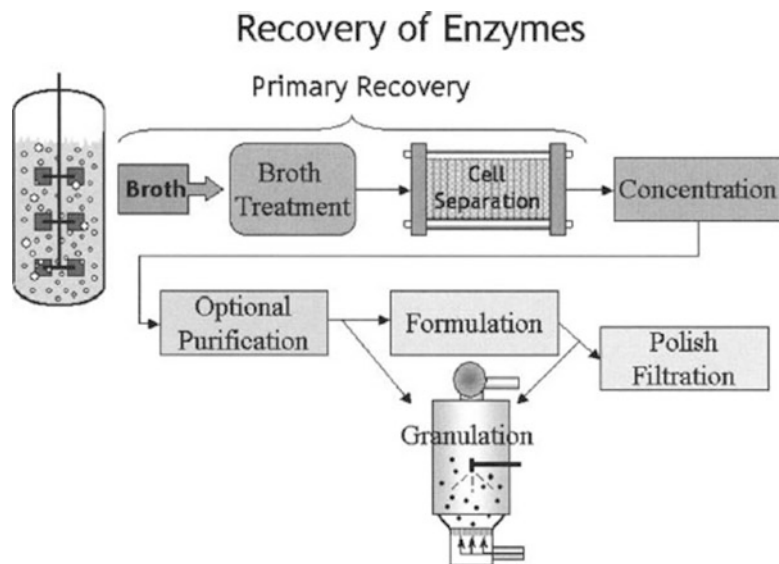 Recovery of Enzymes
Primary Recovery
Broth
Broth
Treatment
Cell
Separation
Concentration
Optional
Purification
Formulation
Polish
Filtration
Granulation